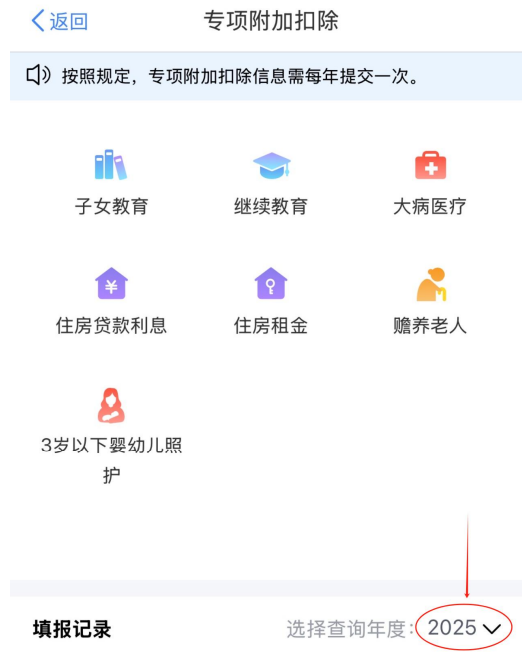 返回 专项附加扣除
按照规定，专项附加扣除信息需每年提交一次。
子女教育 继续教育 大病医疗
住房贷款利息 住房租金 赡养老人
3岁以下婴幼儿照
护
填报记录 选择查询年度: 2025